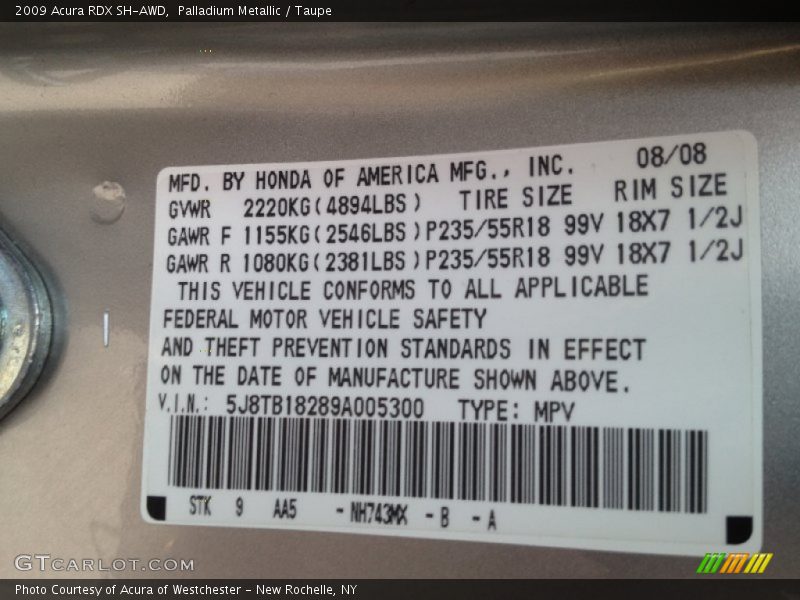 2009 Acura RDX SH-AWD,  Palladium Metallic / Taupe
MFD. BY HONDA OF AMERICA MFG., INC. 08/08
GVWR 2220KG(4894LBS) TIRE SIZE RIM SIZE
GAWR F 1155KG(2546LBS)P235/55R18 99V 18X7 1/2J
GAWR R 1080KG(2381LBS)P235/55R18 99V 18X7 1/2J
THIS VEHICLE CONFORMS TO ALL APPLICABLE
FEDERAL MOTOR VEHICLE SAFETY
AND THEFT PREVENTION STANDARDS IN EFFECT
ON THE DATE OF MANUFACTURE SHOWN ABOVE.
V.I.N.: 5J8TB18289A005300 TYPE: MPV
STK 9 AA5 -NH743MX -B -A
GTCARLOT.COM
Photo Courtesy of Acura of Westchester - New Rochelle, NY